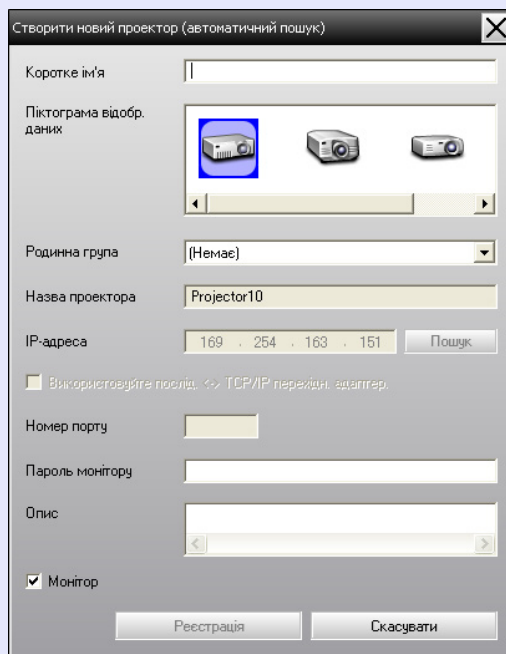 Створити новий проектор (автоматичний пошук)
Коротке ім'я
Піктограма відобр.
даних
Родинна група
(Немає)
Назва проектора
Projector10
IP-адреса
169 . 254 . 163 . 151
Пошук
Використовуйте послід. <-> TCP/IP перехідн. адаптер.
Номер порту
Пароль монітору
Опис
Монітор
Реєстрація
Скасувати